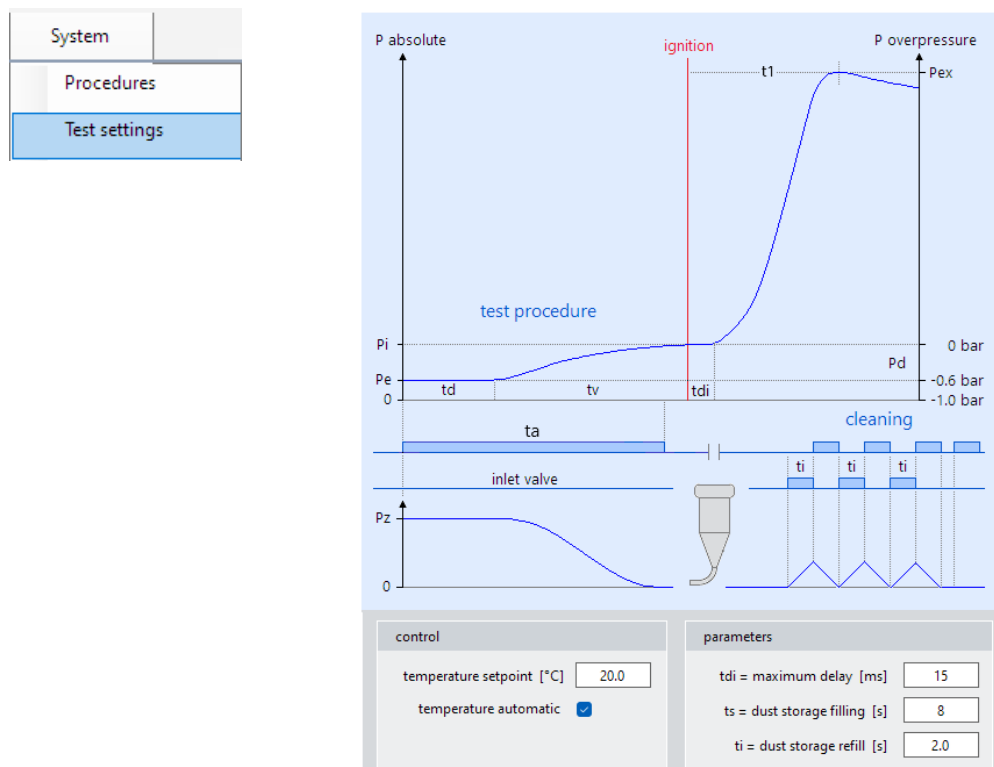 System
Procedures
Test settings
P absolute
ignition
P overpressure
t1
Pex
test procedure
Pi
0 bar
Pd
Pe
-0.6 bar
td
tv
tdi
0
-1.0 bar
cleaning
ta
ti
ti
ti
inlet valve
Pz
0
control
temperature setpoint [°C] 20.0
temperature automatic
parameters
tdi = maximum delay [ms] 15
ts = dust storage filling [s] 8
ti = dust storage refill [s] 2.0